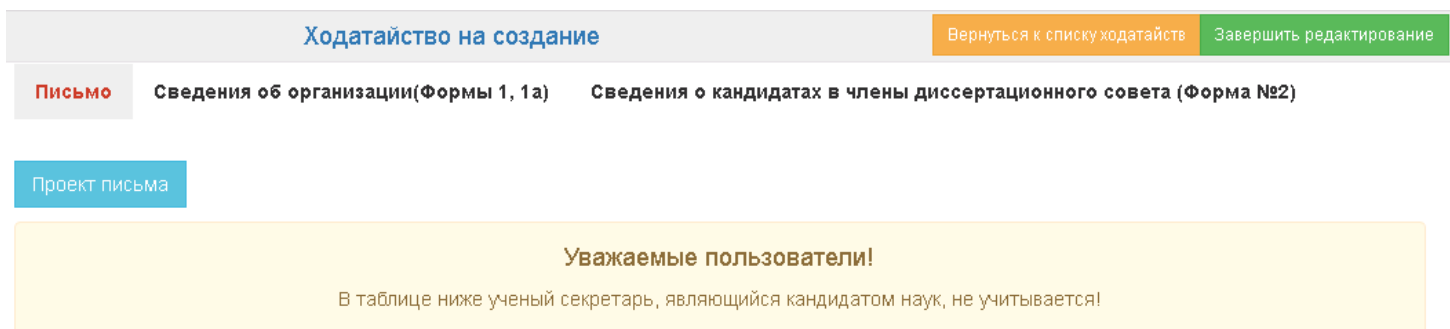 Ходатайство на создание Вернуться к списку ходатайств Завершить редактирование
Письмо Сведения об организации(Формы 1, 1а) Сведения о кандидатах в члены диссертационного совета (Форма №2)
Проект письма
Уважаемые пользователи!
В таблице ниже ученый секретарь, являющийся кандидатом наук, не учитывается!